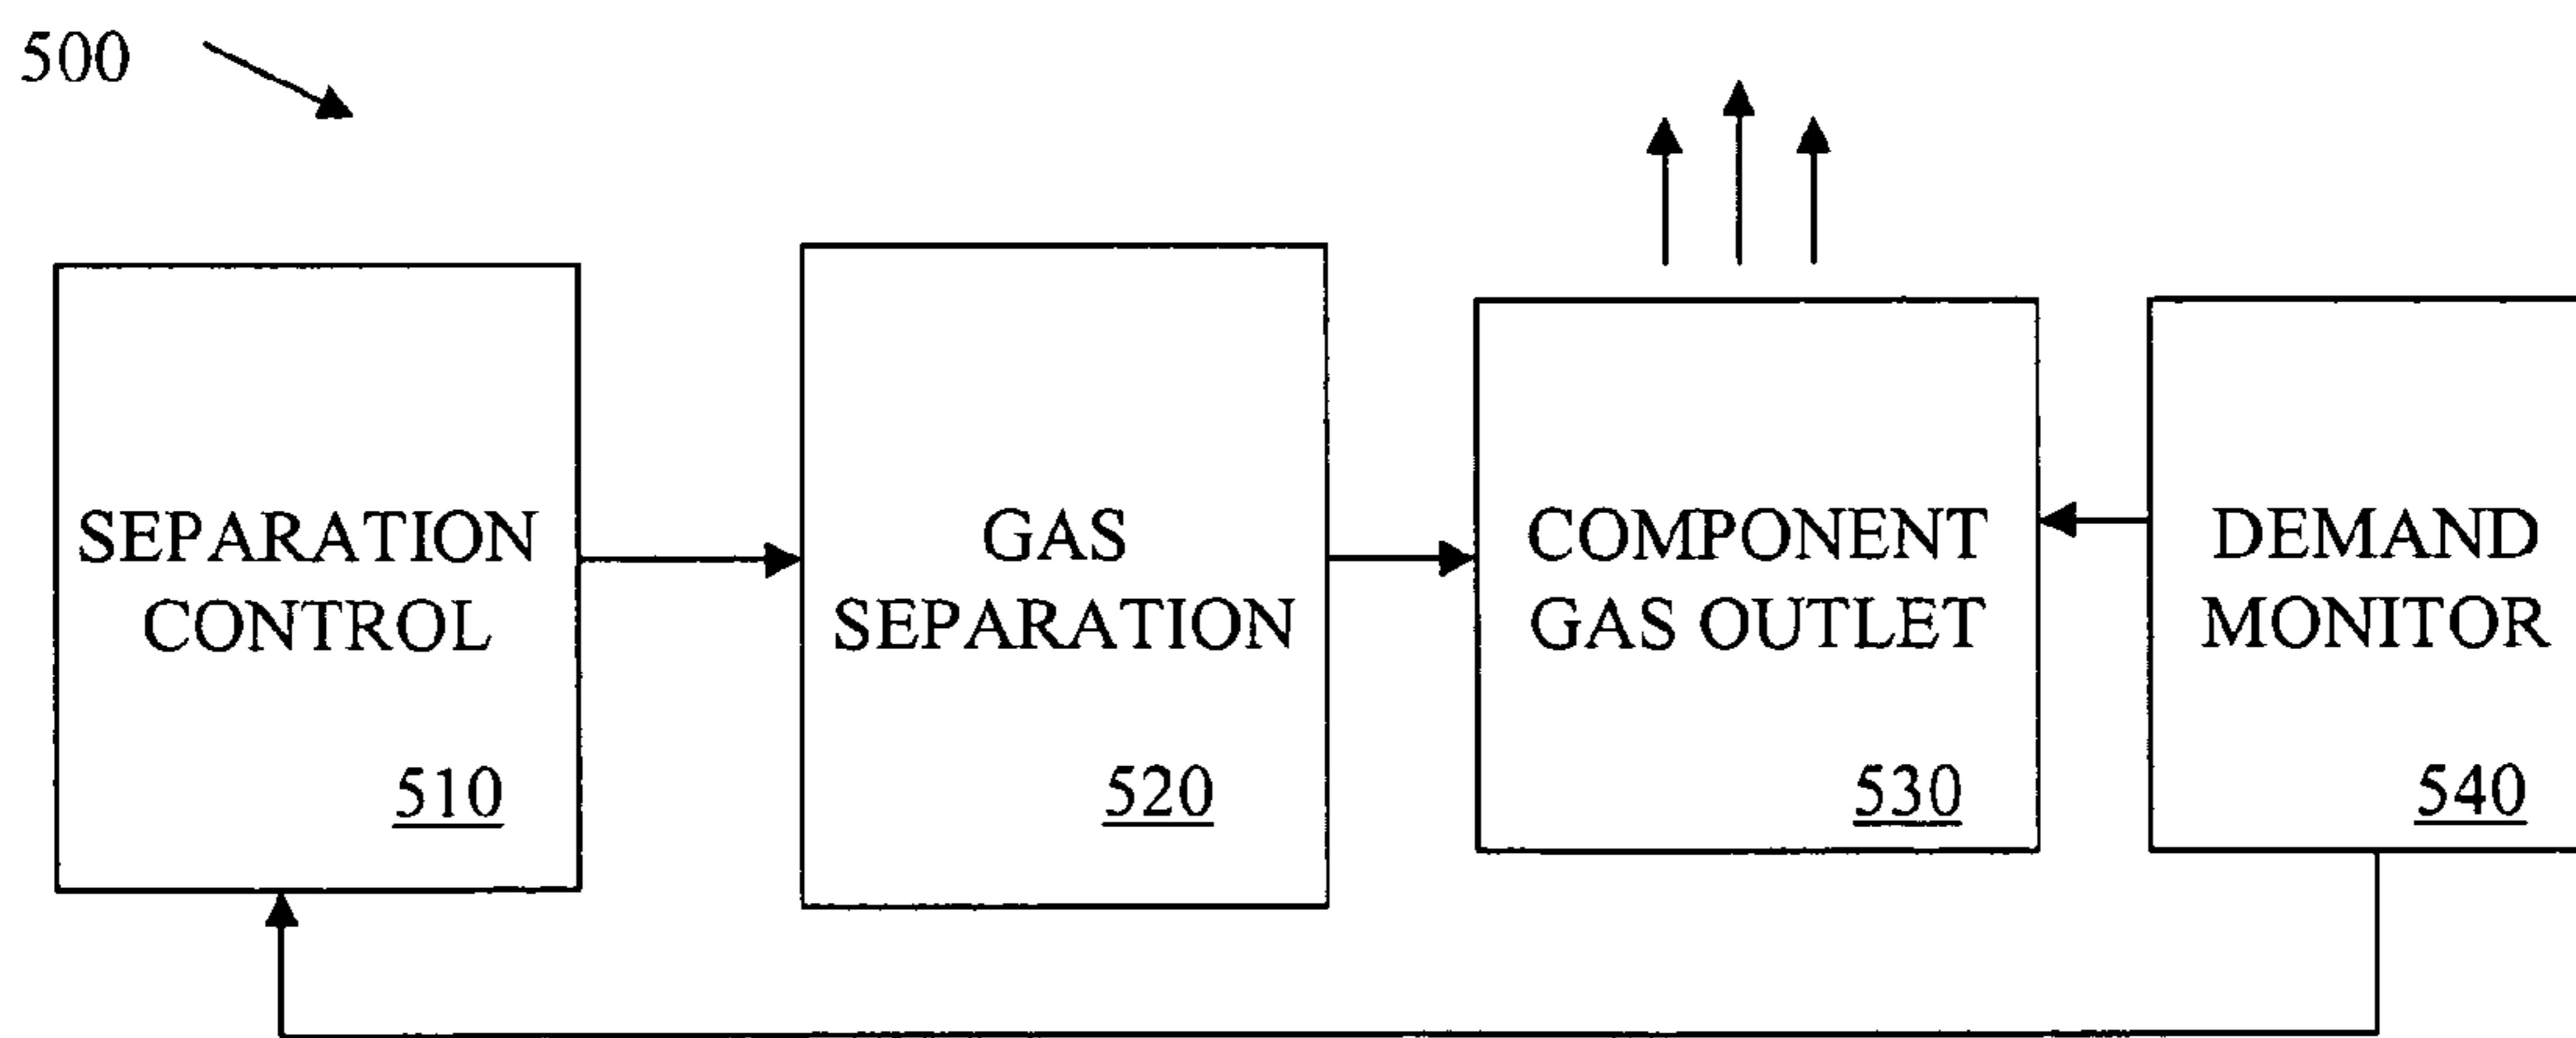 500
SEPARATION
CONTROL
510
GAS
SEPARATION
520
COMPONENT
GAS OUTLET
530
DEMAND
MONITOR
540